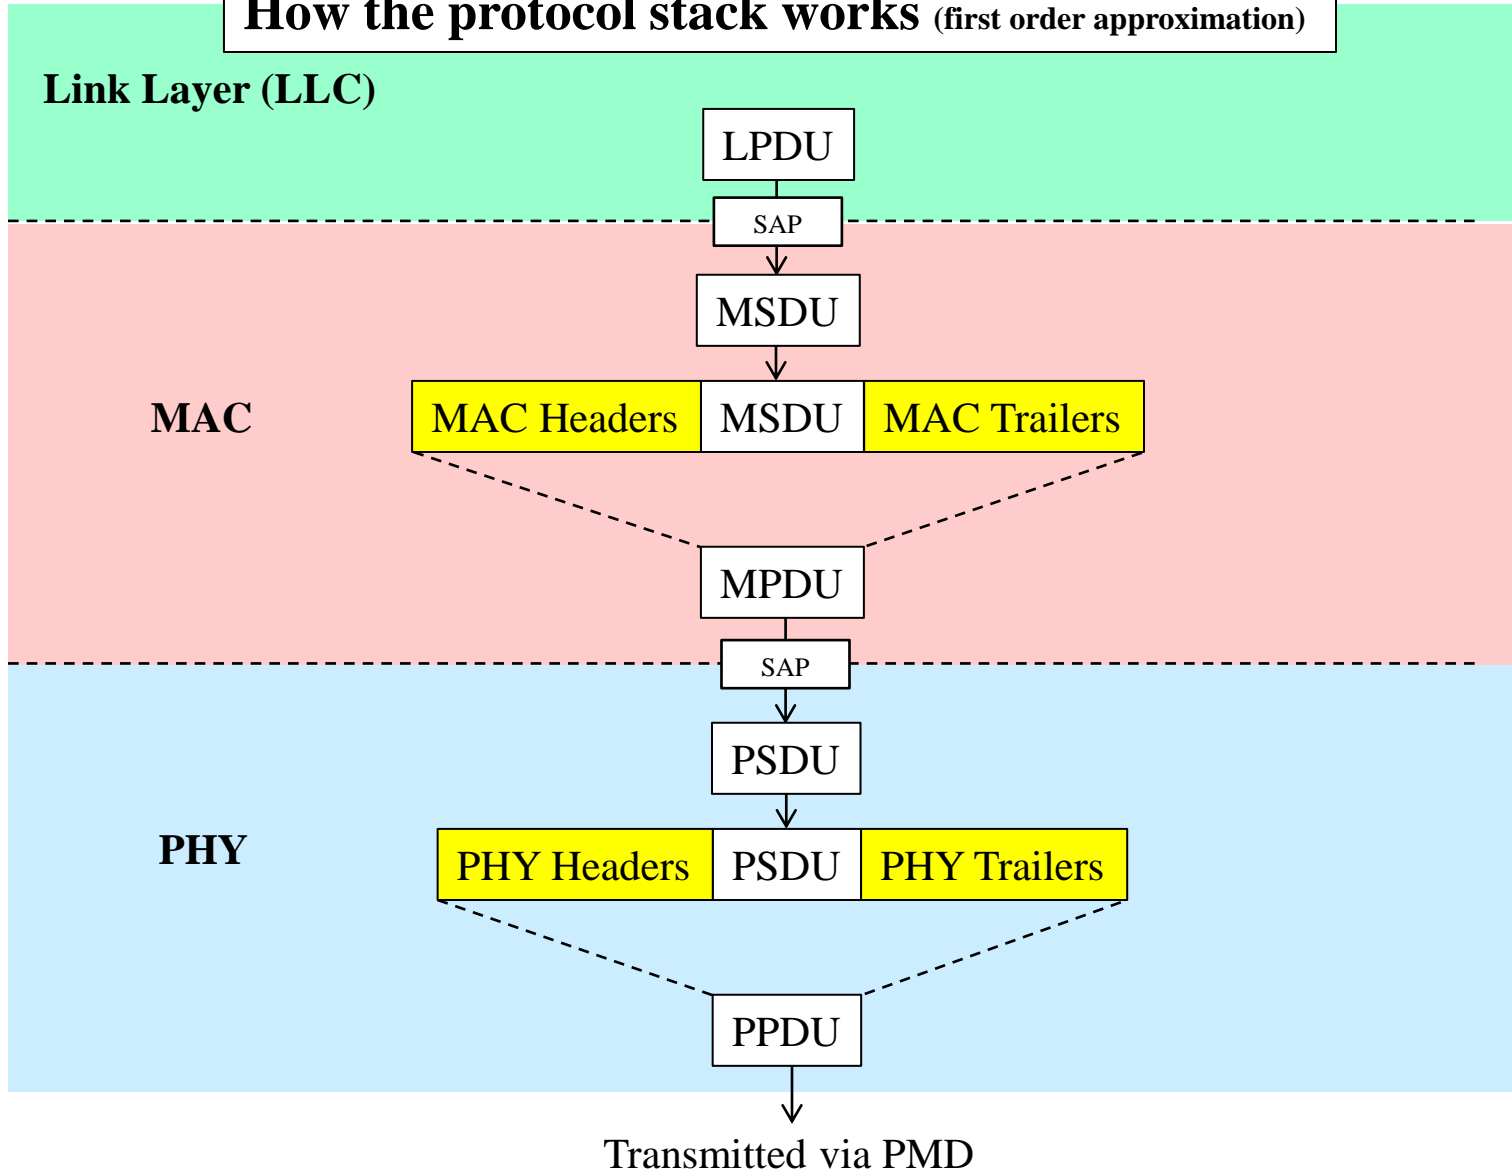 How the protocol stack works (first order approximation)
Link Layer (LLC)
LPDU
SAP
MSDU
MAC
MAC Headers MSDU MAC Trailers
MPDU
SAP
PSDU
PHY
PHY Headers PSDU PHY Trailers
PPDU
Transmitted via PMD